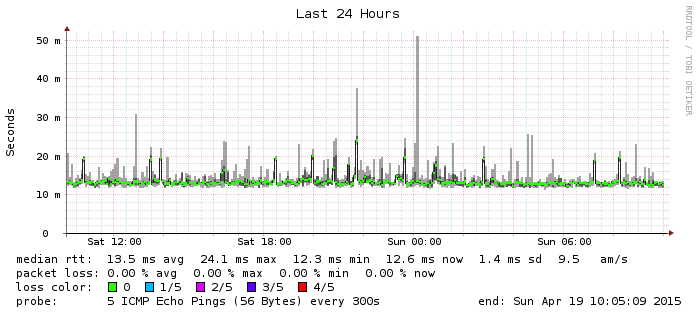 Last 24 Hours
RRDTOOL / TOBI OETIKER
Seconds
50 m
40 m
30 m
20 m
10 m
0
Sat 12:00 Sat 18:00 Sun 00:00 Sun 06:00
median rtt: 13.5 ms avg 24.1 ms max 12.3 ms min 12.6 ms now 1.4 ms sd 9.5 am/s
packet loss: 0.00 % avg 0.00 % max 0.00 % min 0.00 % now
loss color: 0 1/5 2/5 3/5 4/5
probe: 5 ICMP Echo Pings (56 Bytes) every 300s end: Sun Apr 19 10:05:09 2015